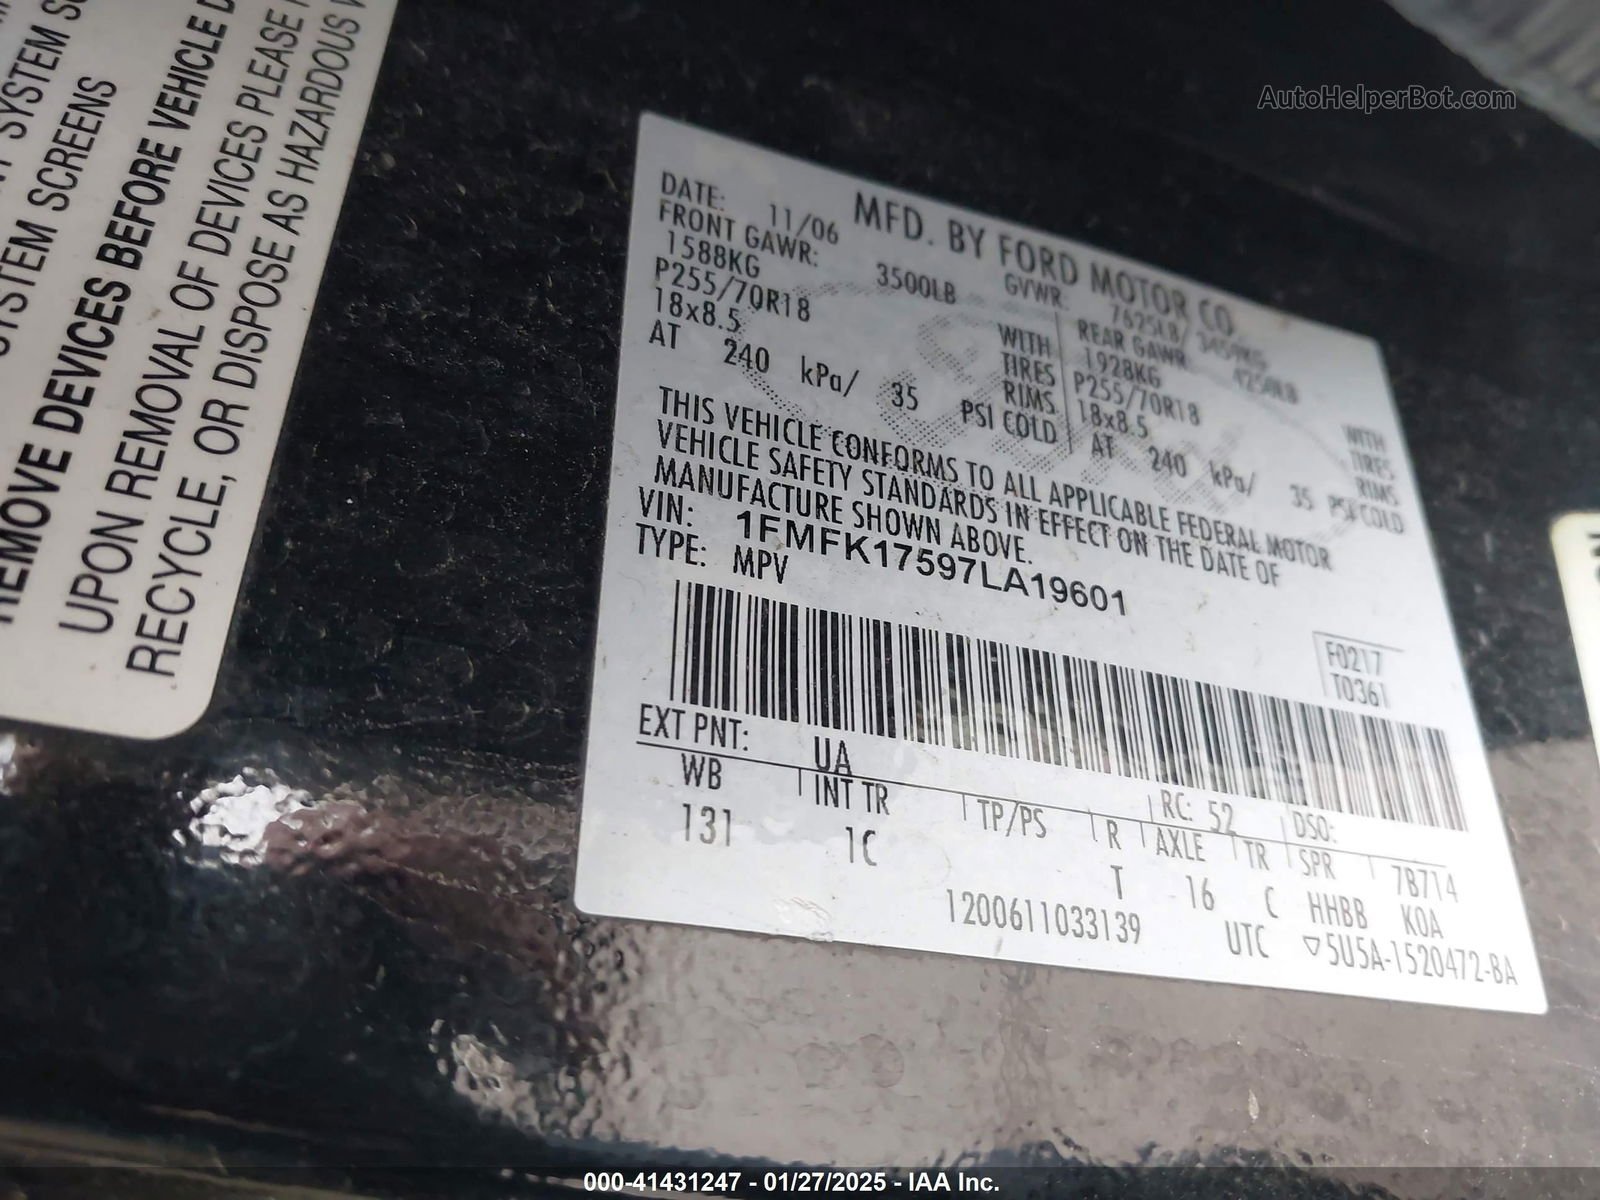 SYSTEM
SYSTEM SCREENS
REMOVE DEVICES BEFORE VEHICLE
UPON REMOVAL OF DEVICES PLEASE
RECYCLE, OR DISPOSE AS HAZARDOUS
AutoHelperBot.com
MFD. BY FORD MOTOR CO.
DATE: 11/06 GVWR: 7625LB/ 3459KG
FRONT GAWR: 3500LB REAR GAWR: 4250LB
1588KG WITH 1928KG WITH
P255/70R18 TIRES P255/70R18 TIRES
18x8.5 RIMS 18x8.5 RIMS
AT 240 kPa/ 35 PSI COLD AT 240 kPa/ 35 PSI COLD
THIS VEHICLE CONFORMS TO ALL APPLICABLE FEDERAL MOTOR
VEHICLE SAFETY STANDARDS IN EFFECT ON THE DATE OF
MANUFACTURE SHOWN ABOVE.
VIN: 1FMFK17597LA19601
TYPE: MPV
F0217
T0361
EXT PNT: UA RC: 52 DSO:
WB INT TR TP/PS R AXLE TR SPR 7B714
131 1C T 16 C HHBB KOA
1200611033139 UTC ▽5U5A-1520472-BA
000-41431247 - 01/27/2025 - IAA Inc.